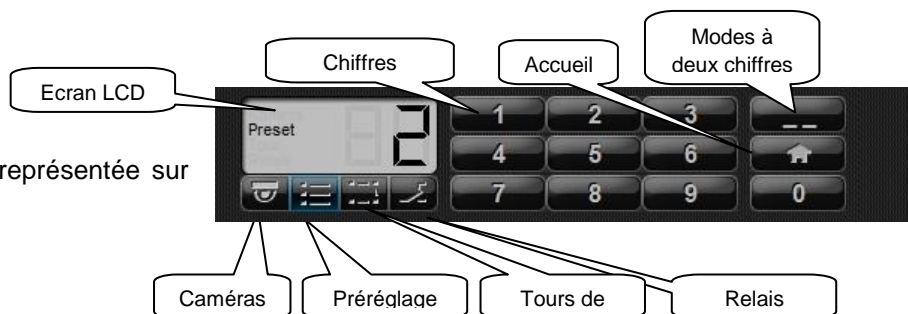 Modes à
deux chiffres
Chiffres
Accueil
Ecran LCD
Preset
2
1 2 3 _ _
4 5 6
7 8 9 0
représentée sur
Caméras
Préréglage
Tours de
Relais